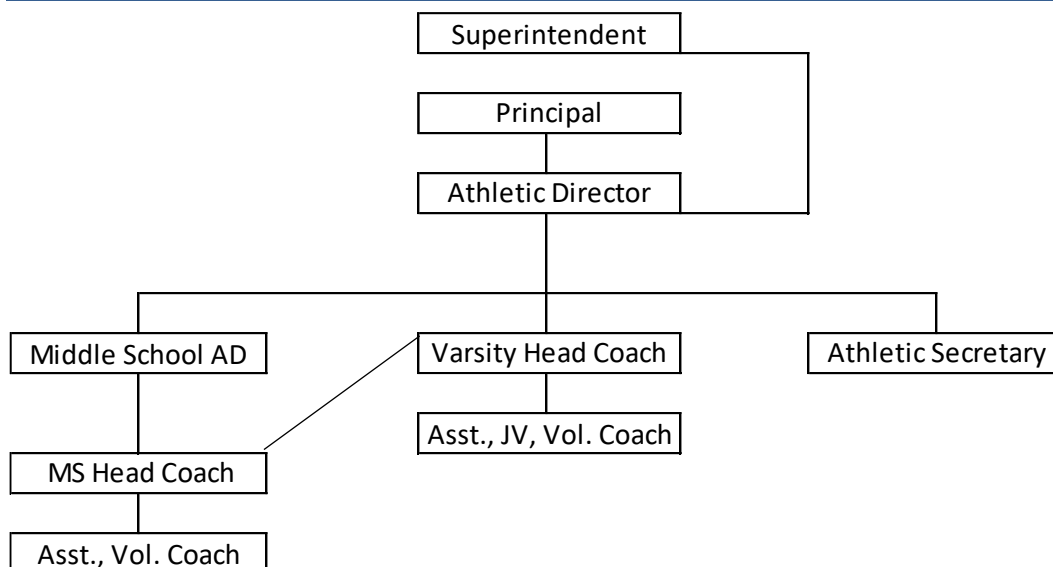 Superintendent
Principal
Athletic Director
Middle School AD
Varsity Head Coach
Athletic Secretary
Asst., JV, Vol. Coach
MS Head Coach
Asst., Vol. Coach